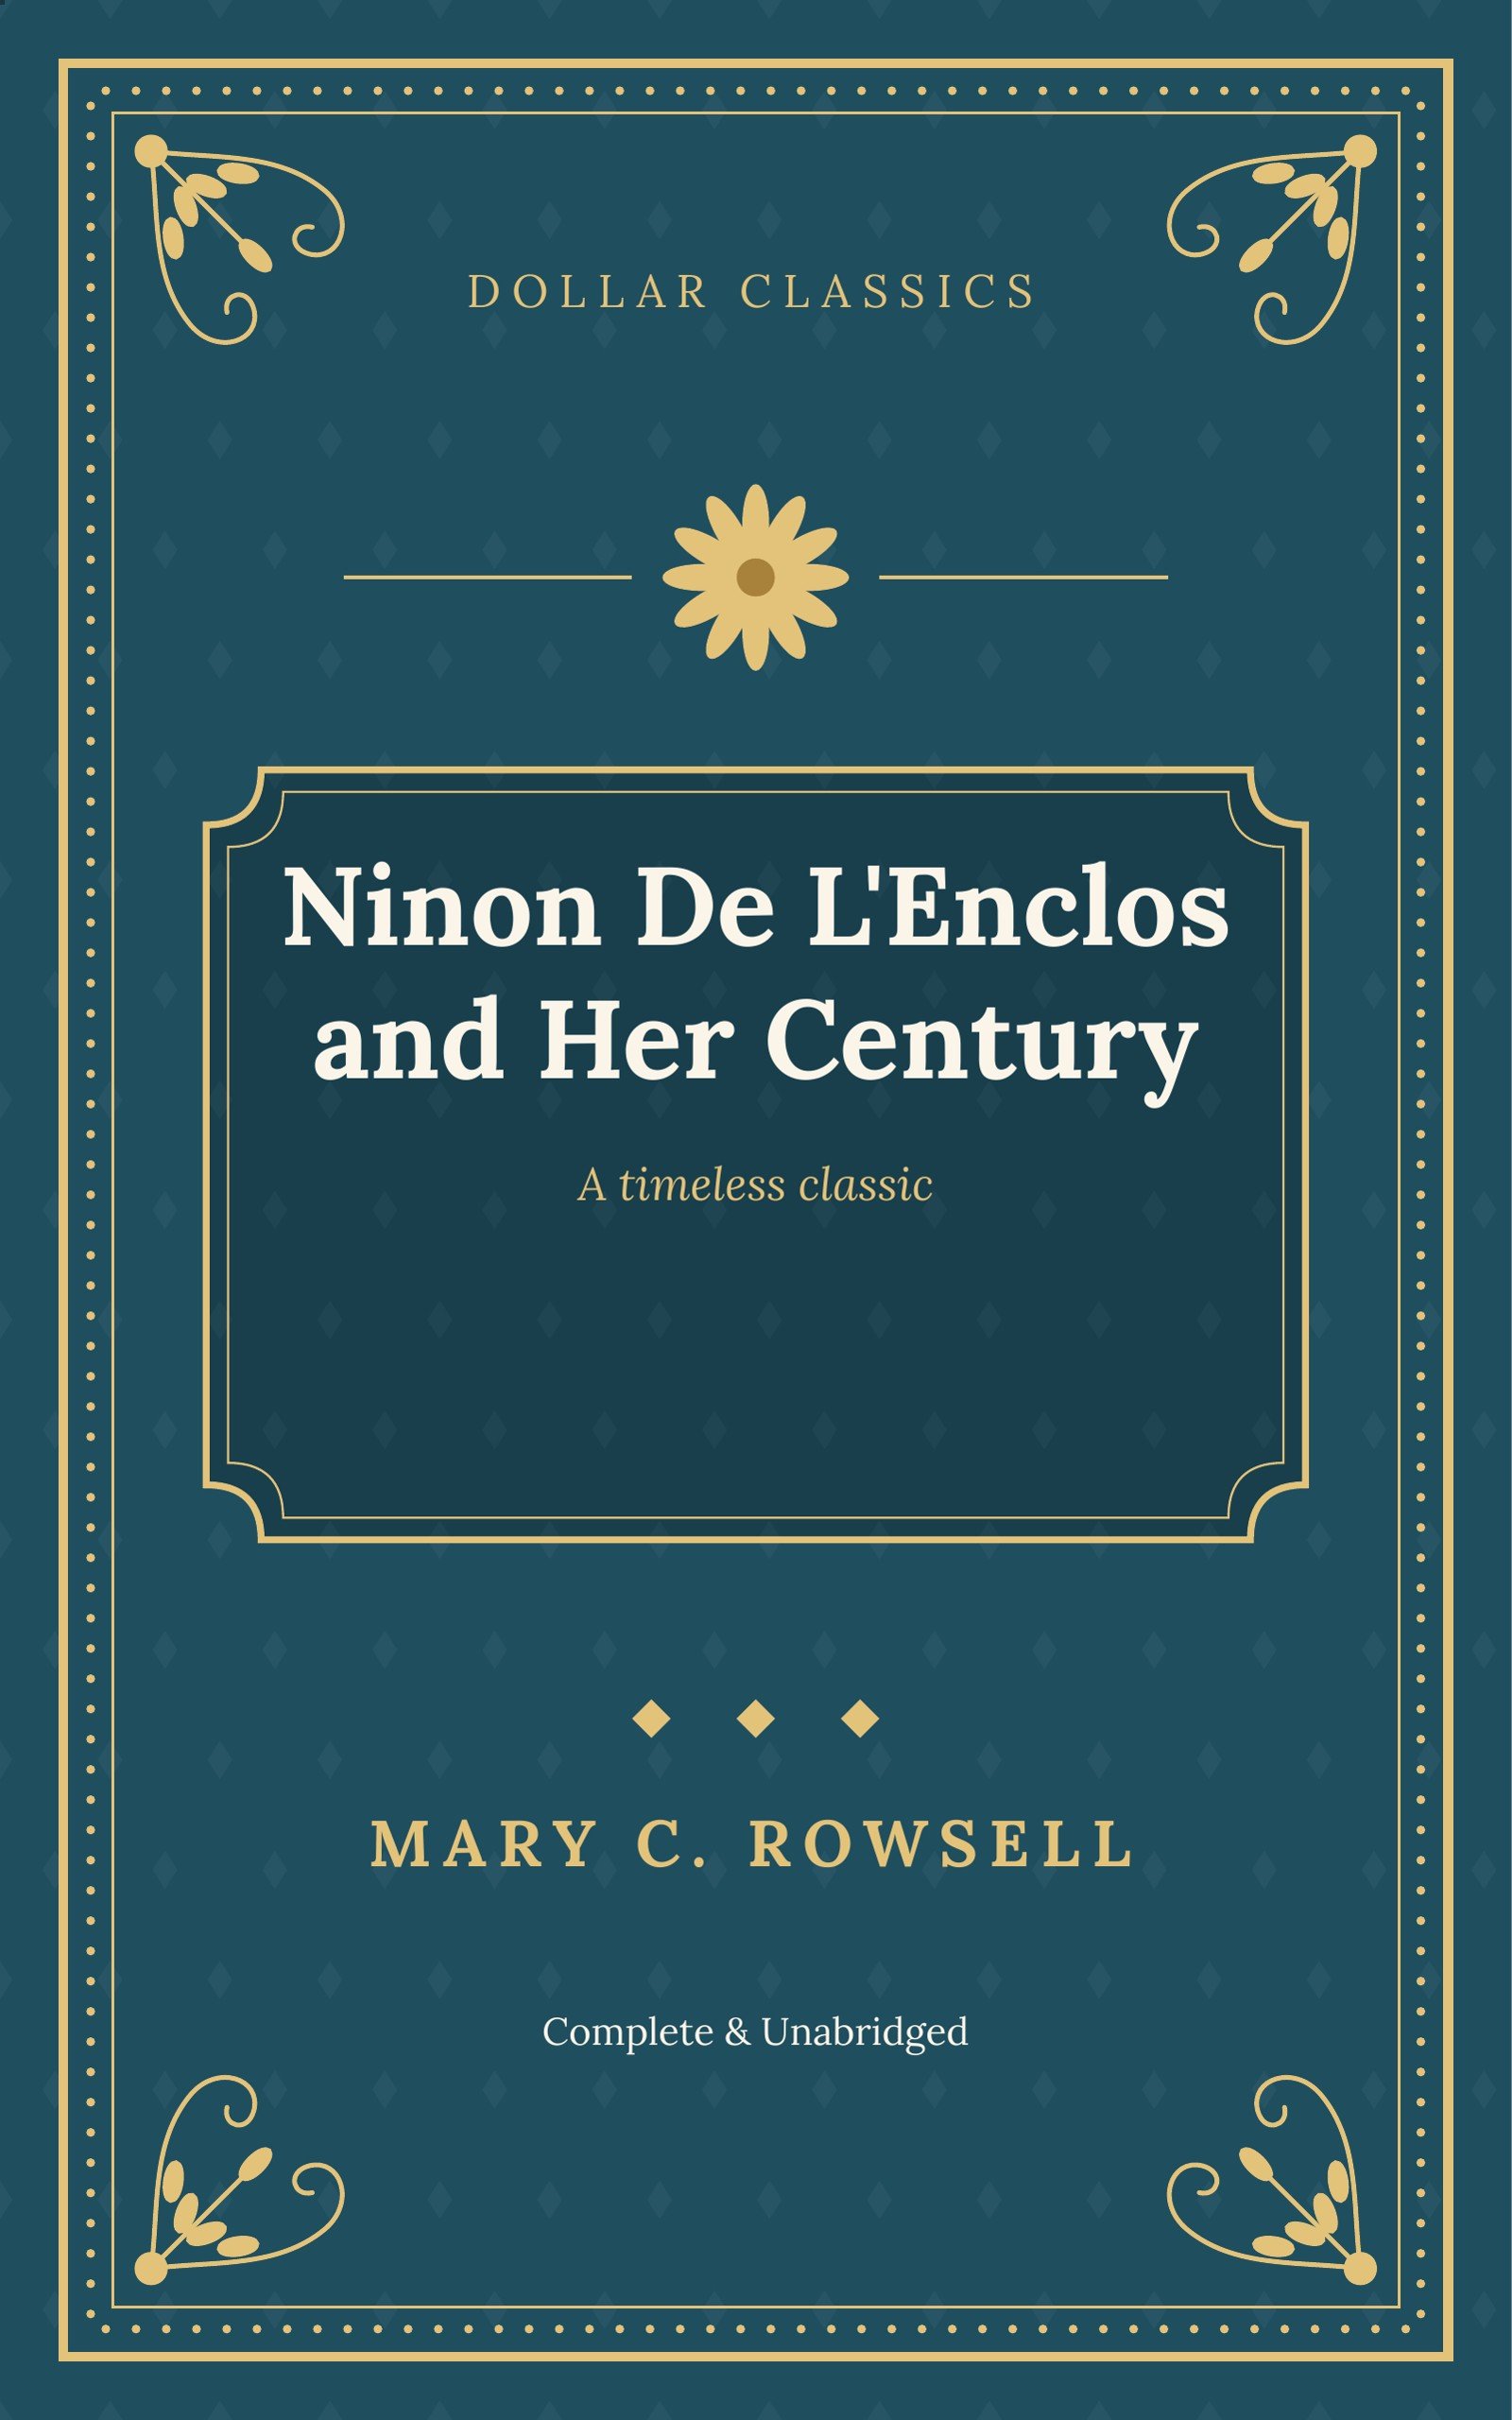 DOLLAR CLASSICS
Ninon De L'Enclos
and Her Century
A timeless classic
MARY C. ROWSELL
Complete & Unabridged